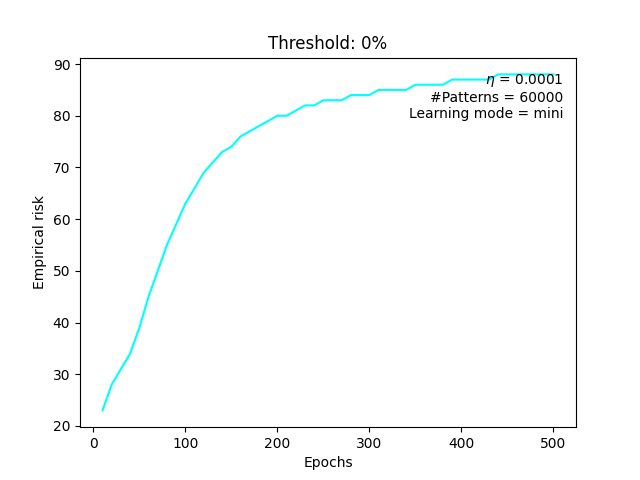 Threshold: 0%
η = 0.0001
#Patterns = 60000
Learning mode = mini
Empirical risk
90
80
70
60
50
40
30
20
0 100 200 300 400 500
Epochs